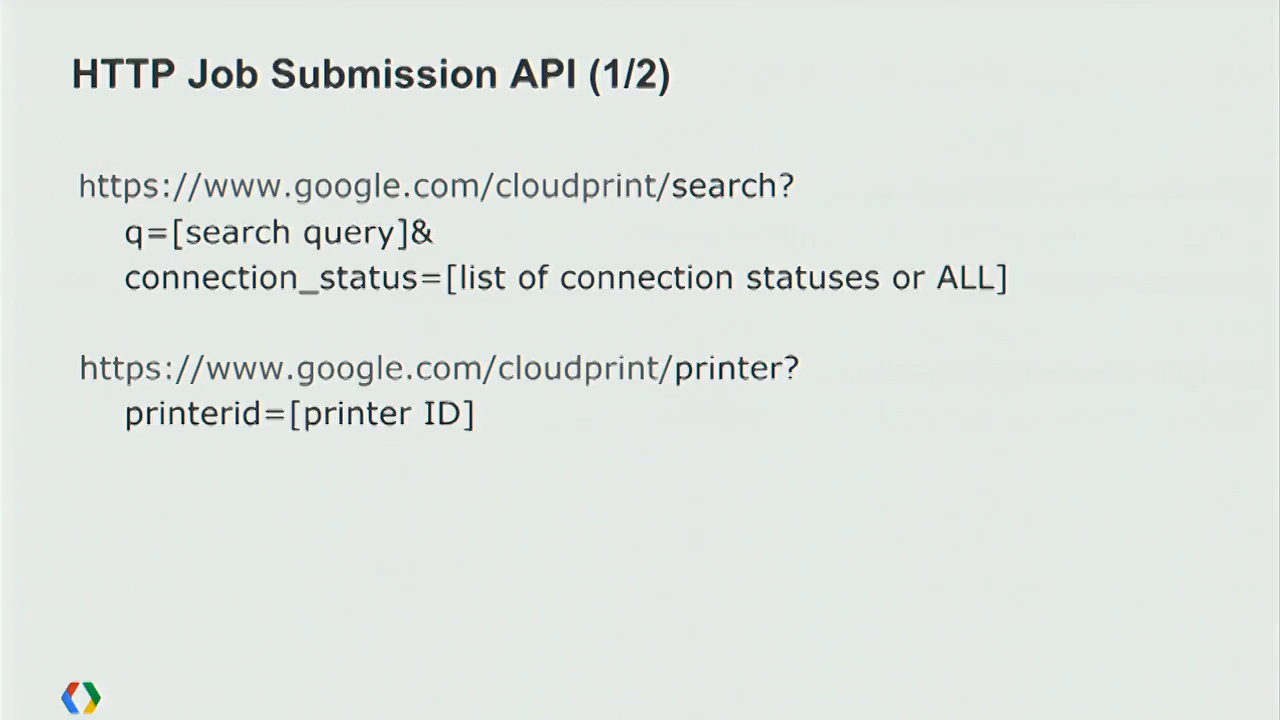 HTTP Job Submission API (1/2)
https://www.google.com/cloudprint/search?
q=[search query]&
connection_status=[list of connection statuses or ALL]
https://www.google.com/cloudprint/printer?
printerid=[printer ID]